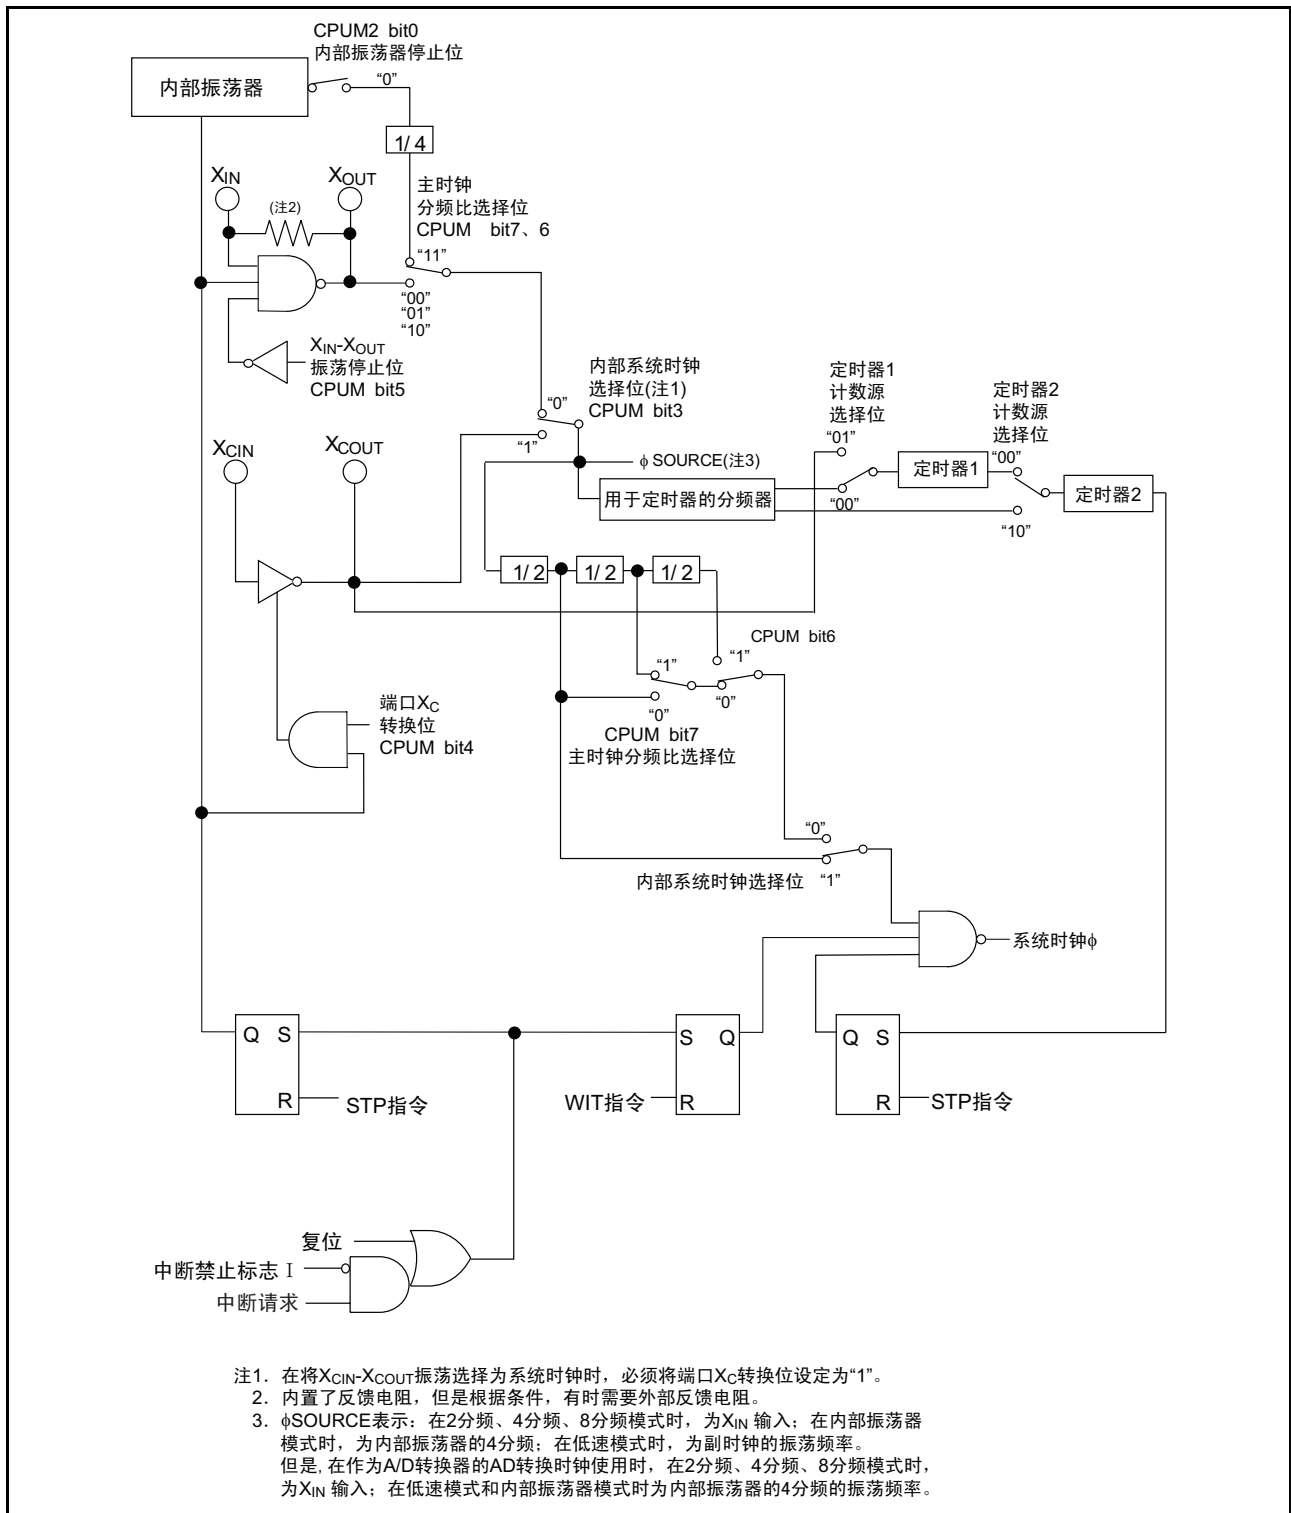 CPUM2 bit0
内部振荡器停止位
“0”
内部振荡器
1/4
XIN
XOUT
(注2)
主时钟
分频比选择位
CPUM bit7、6
“11”
“00”
“01”
“10”
XIN-XOUT
振荡停止位
CPUM bit5
内部系统时钟
选择位(注1)
CPUM bit3
“0”
“1”
定时器1
计数源
选择位
“01”
定时器2
计数源
选择位
“00”
XCIN
XCOUT
φ SOURCE(注3)
用于定时器的分频器
“00”
定时器1
定时器2
“10”
1/2
1/2
1/2
CPUM bit6
“1”
“1”
“0”
“0”
CPUM bit7
主时钟分频比选择位
端口XC
转换位
CPUM bit4
“0”
内部系统时钟选择位 “1”
系统时钟φ
Q S
R
STP指令
S Q
R
WIT指令
Q S
R
STP指令
复位
中断禁止标志 I
中断请求
注1. 在将XCIN-XCOUT振荡选择为系统时钟时，必须将端口XC转换位设定为“1”。
2. 内置了反馈电阻，但是根据条件，有时需要外部反馈电阻。
3. φSOURCE表示：在2分频、4分频、8分频模式时，为XIN 输入；在内部振荡器
模式时，为内部振荡器的4分频；在低速模式时，为副时钟的振荡频率。
但是, 在作为A/D转换器的AD转换时钟使用时，在2分频、4分频、8分频模式时，
为XIN 输入；在低速模式和内部振荡器模式时为内部振荡器的4分频的振荡频率。